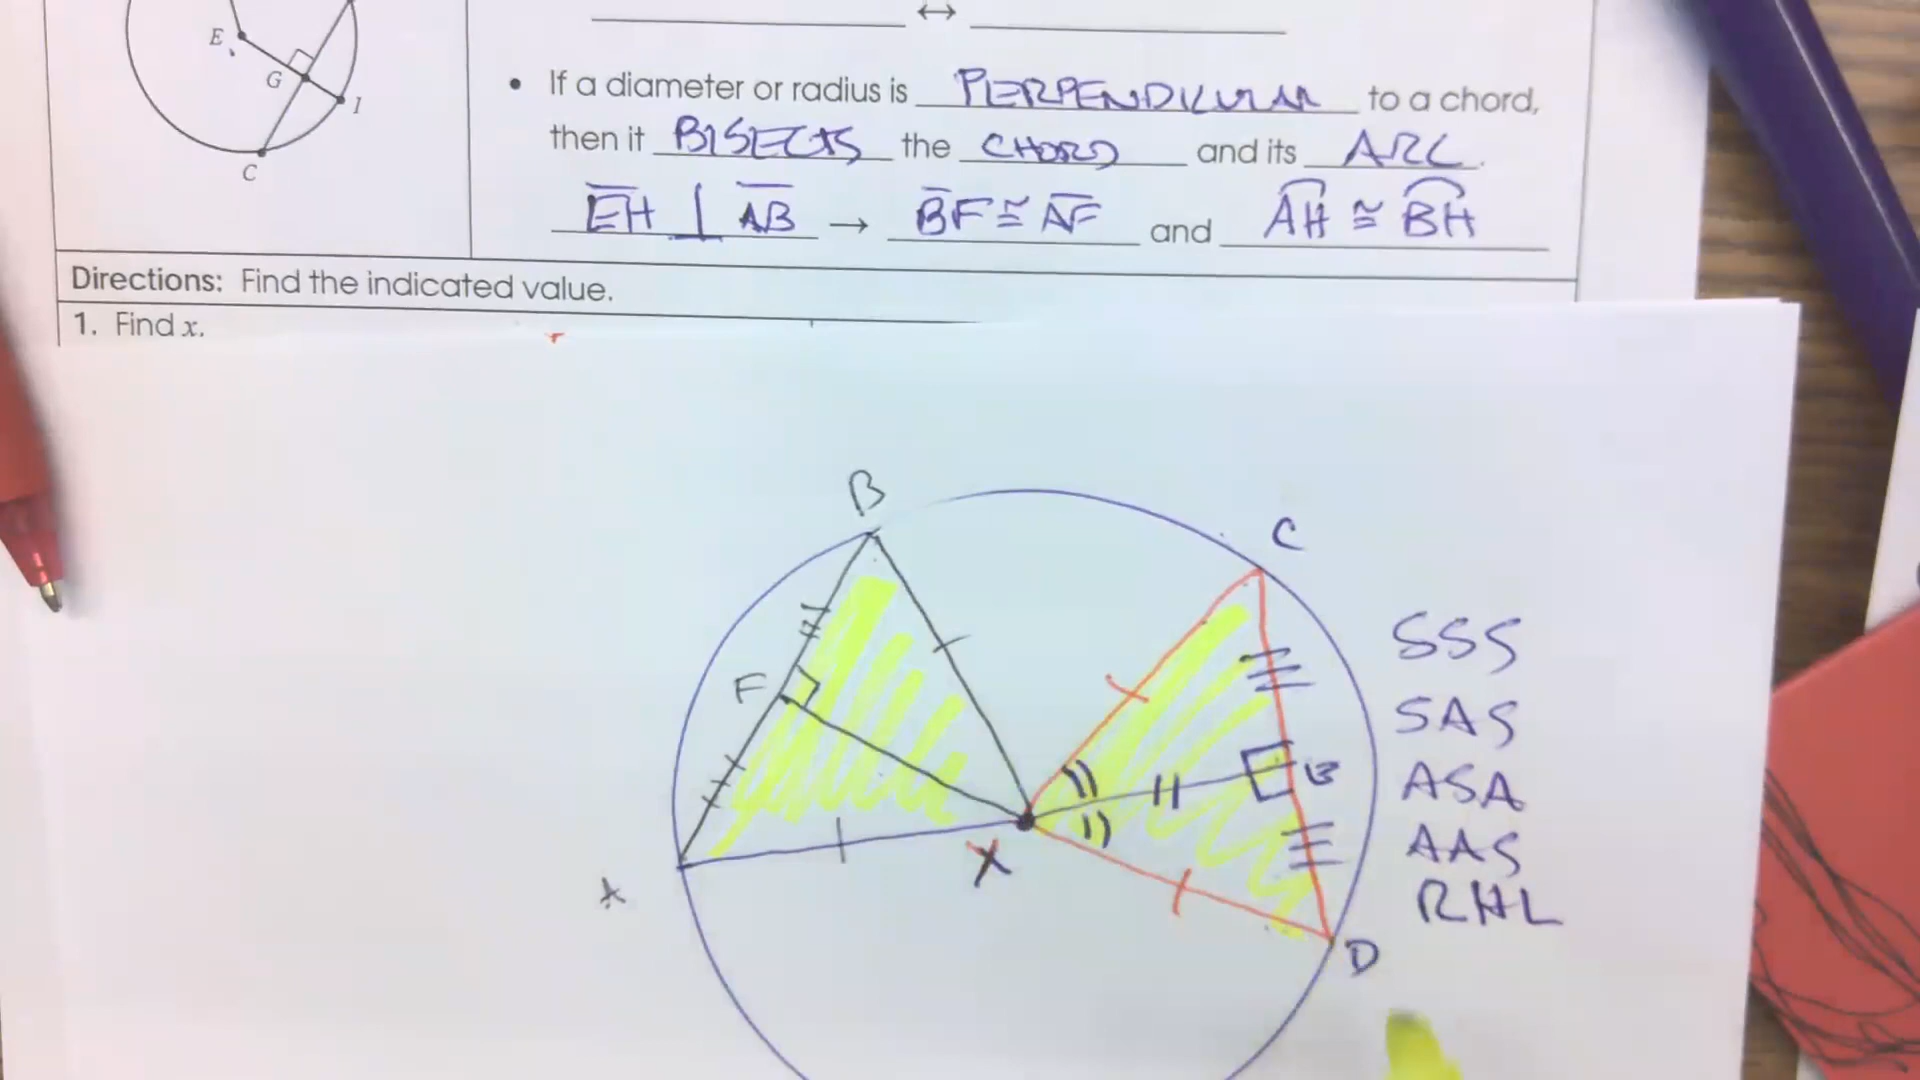 ↔
E
G
I
C
• If a diameter or radius is PERPENDICULAR to a chord,
then it BISECTS the CHORD and its ARC.
EH ⊥ AB → BF ≅ AF and AH ≅ BH
Directions: Find the indicated value.
1. Find x.
B
C
F
X
A
D
SSS
SAS
ASA
AAS
RHL